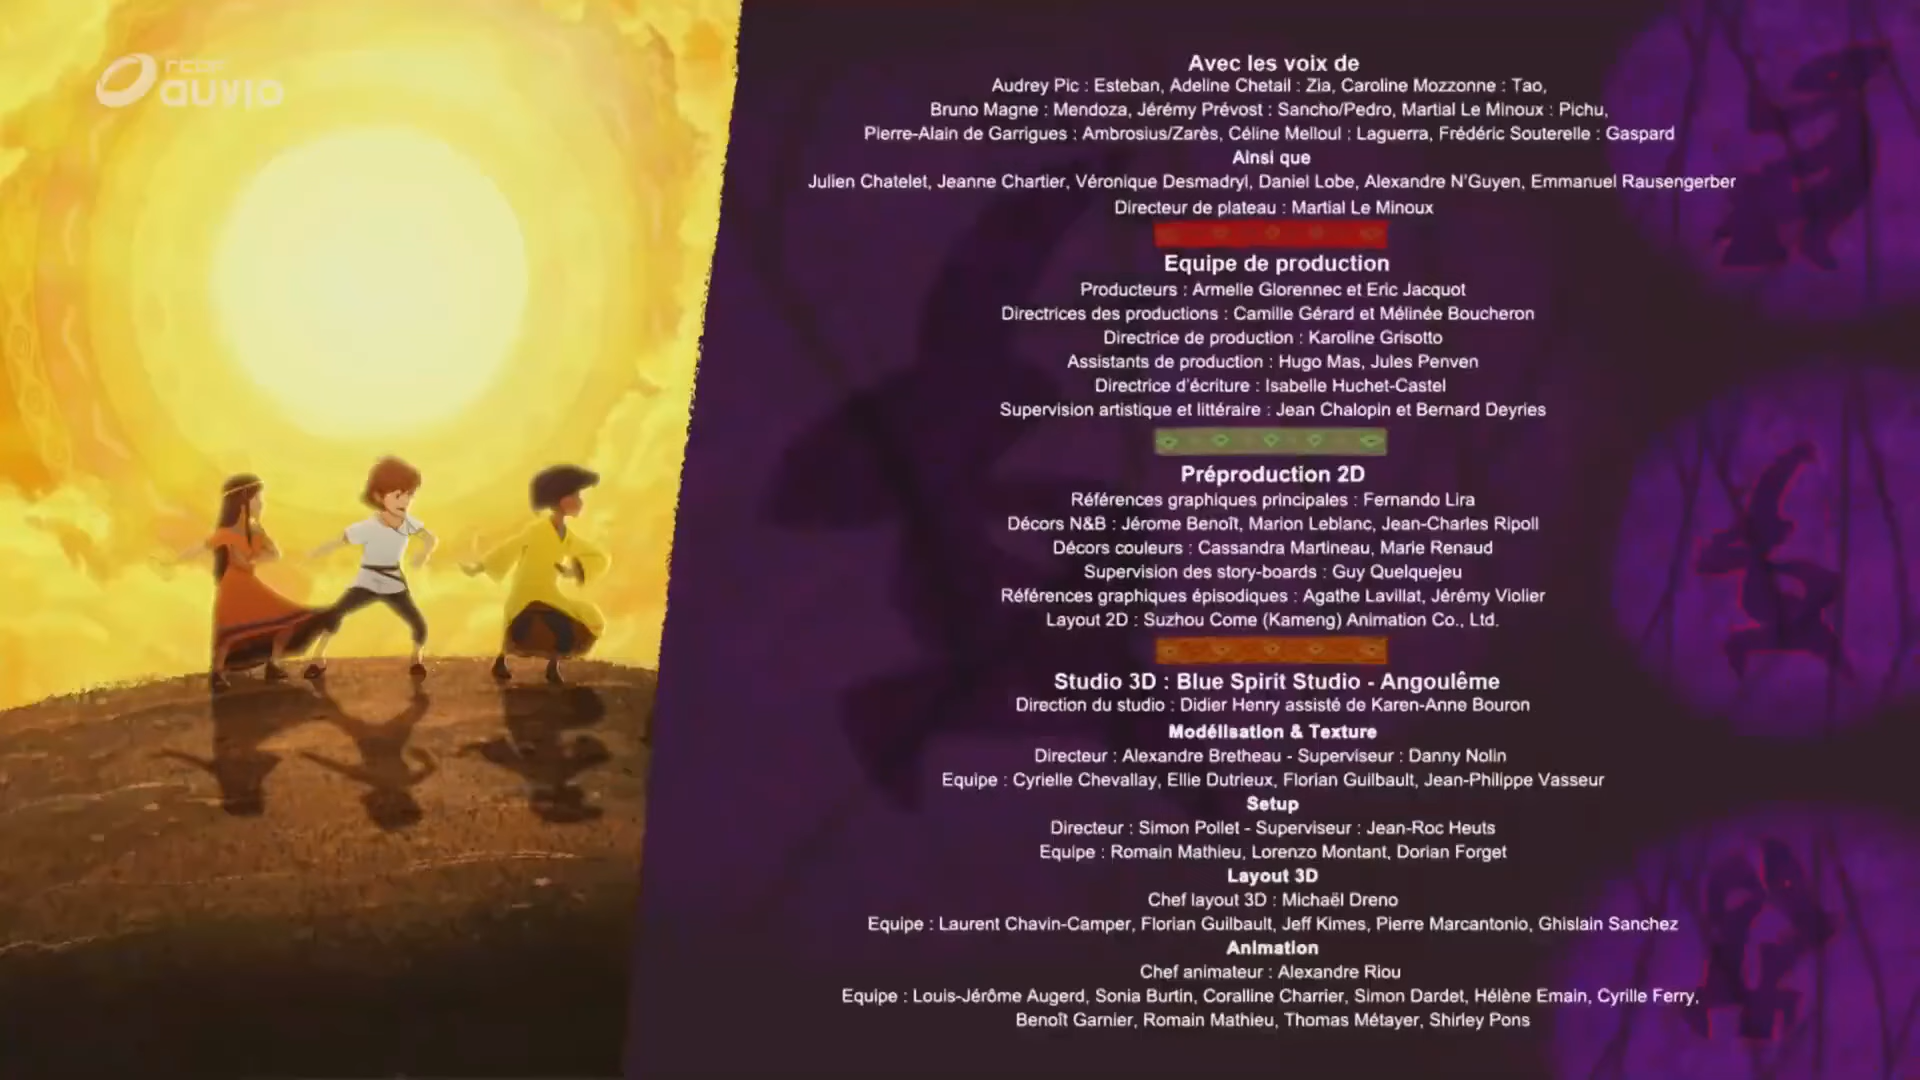 rtbf
auvio
Avec les voix de
Audrey Pic : Esteban, Adeline Chetail : Zia, Caroline Mozzonne : Tao,
Bruno Magne : Mendoza, Jérémy Prévost : Sancho/Pedro, Martial Le Minoux : Pichu,
Pierre-Alain de Garrigues : Ambrosius/Zarès, Céline Melloul : Laguerra, Frédéric Souterelle : Gaspard
Ainsi que
Julien Chatelet, Jeanne Chartier, Véronique Desmadryl, Daniel Lobe, Alexandre N'Guyen, Emmanuel Rausengerber
Directeur de plateau : Martial Le Minoux
Equipe de production
Producteurs : Armelle Glorennec et Eric Jacquot
Directrices des productions : Camille Gérard et Mélinée Boucheron
Directrice de production : Karoline Grisotto
Assistants de production : Hugo Mas, Jules Penven
Directrice d'écriture : Isabelle Huchet-Castel
Supervision artistique et littéraire : Jean Chalopin et Bernard Deyries
Préproduction 2D
Références graphiques principales : Fernando Lira
Décors N&B : Jérome Benoît, Marion Leblanc, Jean-Charles Ripoll
Décors couleurs : Cassandra Martineau, Marie Renaud
Supervision des story-boards : Guy Quelquejeu
Références graphiques épisodiques : Agathe Lavillat, Jérémy Violier
Layout 2D : Suzhou Come (Kameng) Animation Co., Ltd.
Studio 3D : Blue Spirit Studio - Angoulême
Direction du studio : Didier Henry assisté de Karen-Anne Bouron
Modélisation & Texture
Directeur : Alexandre Bretheau - Superviseur : Danny Nolin
Equipe : Cyrielle Chevallay, Ellie Dutrieux, Florian Guilbault, Jean-Philippe Vasseur
Setup
Directeur : Simon Pollet - Superviseur : Jean-Roc Heuts
Equipe : Romain Mathieu, Lorenzo Montant, Dorian Forget
Layout 3D
Chef layout 3D : Michaël Dreno
Equipe : Laurent Chavin-Camper, Florian Guilbault, Jeff Kimes, Pierre Marcantonio, Ghislain Sanchez
Animation
Chef animateur : Alexandre Riou
Equipe : Louis-Jérôme Augerd, Sonia Burtin, Coralline Charrier, Simon Dardet, Hélène Emain, Cyrille Ferry,
Benoît Garnier, Romain Mathieu, Thomas Métayer, Shirley Pons